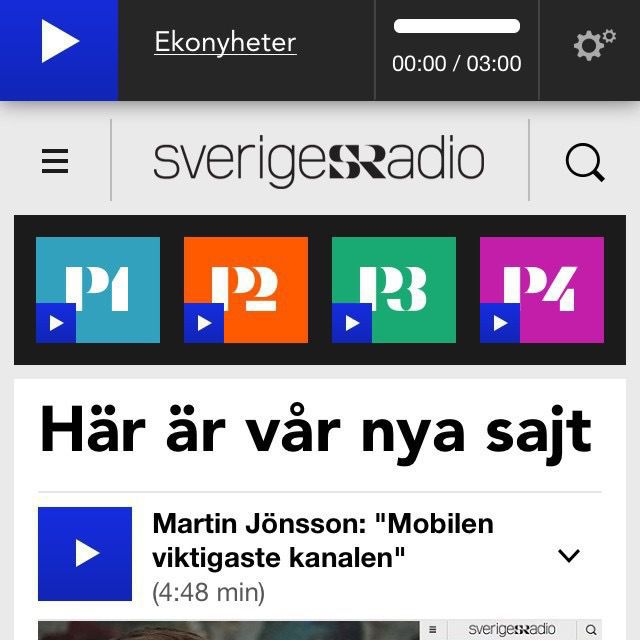 Ekonyheter
00:00 / 03:00
sverigesradio
P1 P2 P3 P4
Här är vår nya sajt
Martin Jönsson: "Mobilen
viktigaste kanalen"
(4:48 min)
sverigesradio